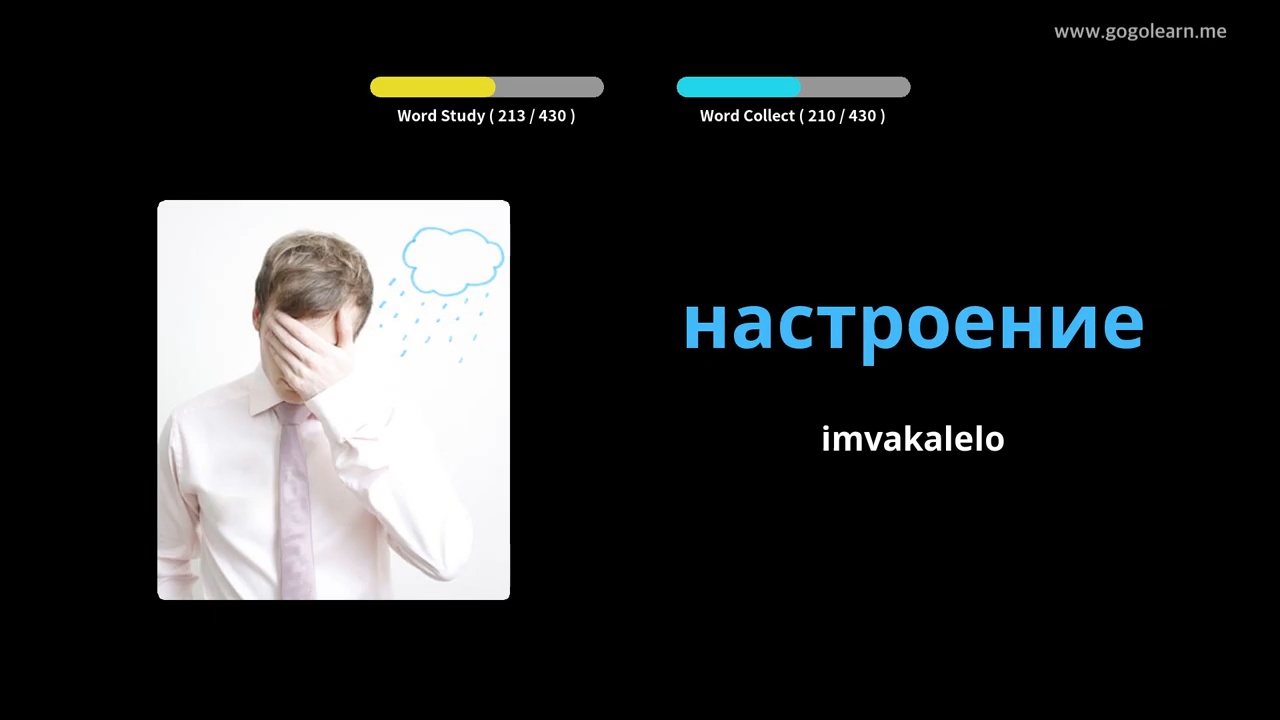 www.gogolearn.me
Word Study ( 213 / 430 )
Word Collect ( 210 / 430 )
настроение
imvakalelo